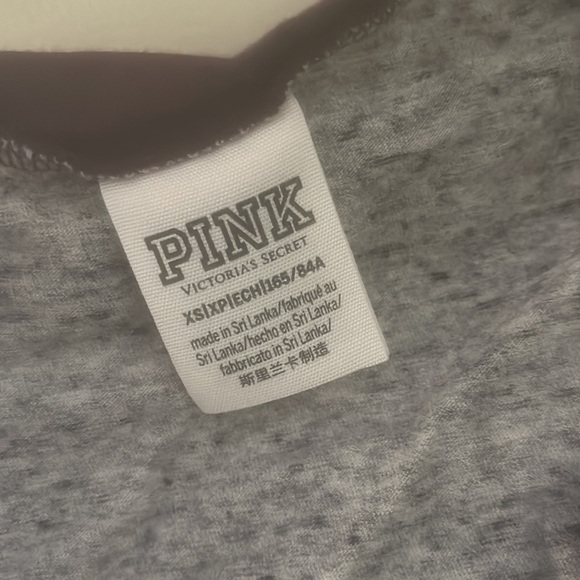 PINK
VICTORIA'S SECRET
XS|XP|ECH|165/84A
made in Sri Lanka/fabriqué au
Sri Lanka/hecho en Sri Lanka/
fabbricato in Sri Lanka/
斯里兰卡制造